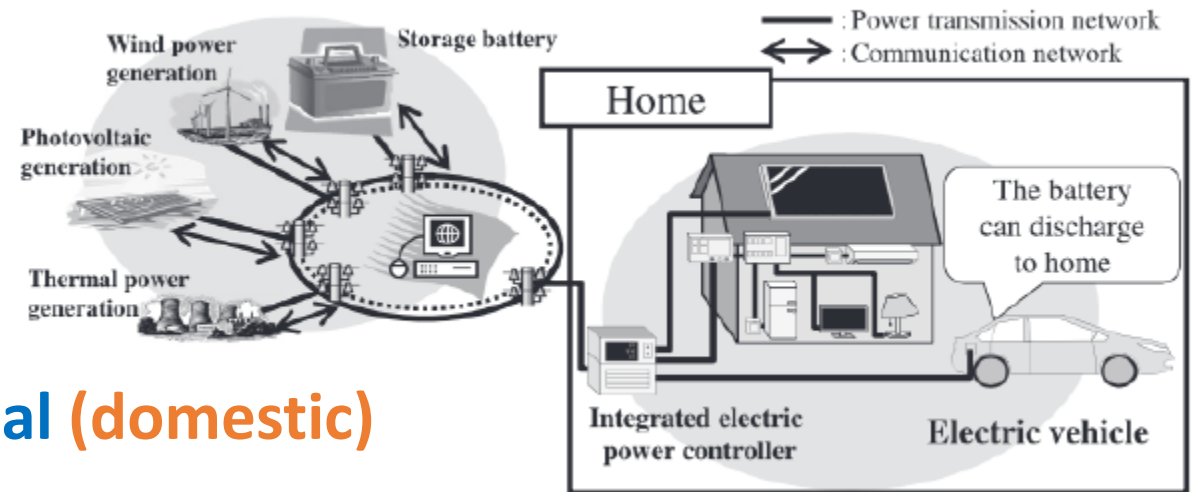 Wind power
generation
Storage battery
: Power transmission network
: Communication network
Home
Photovoltaic
generation
The battery
can discharge
to home
Thermal power
generation
Integrated electric
power controller
Electric vehicle
al (domestic)